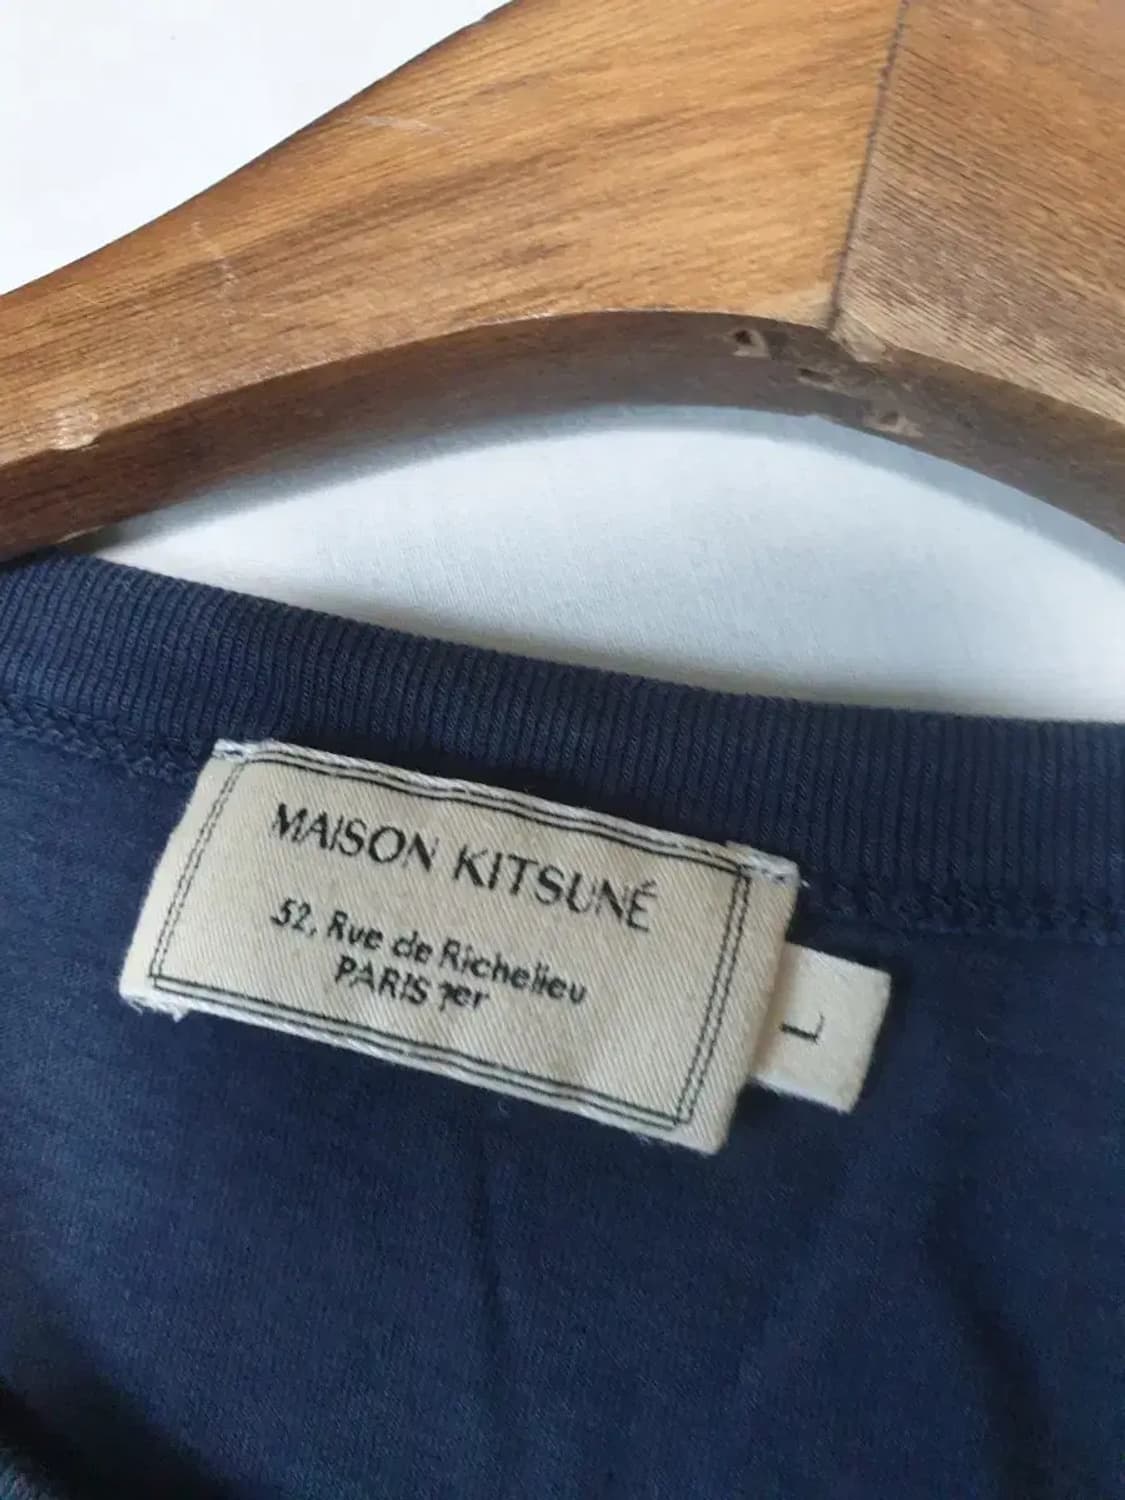 MAISON KITSUNÉ
52, Rue de Richelieu
PARIS 1er
L